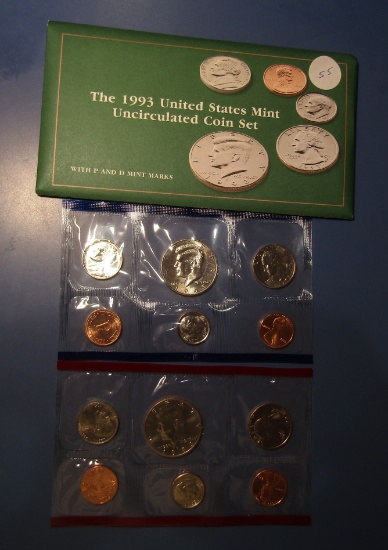 The 1993 United States Mint
Uncirculated Coin Set
WITH P AND D MINT MARKS
55